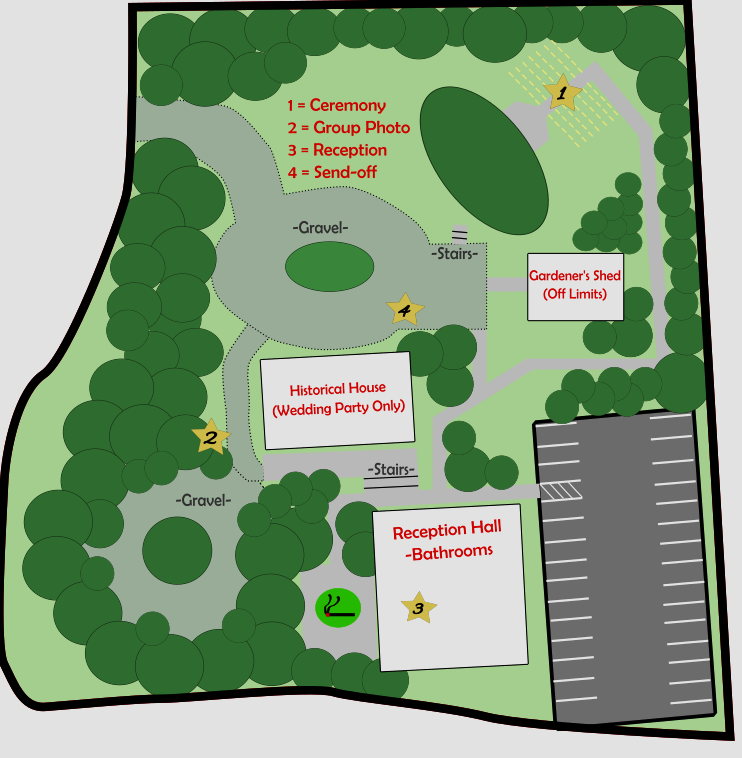 1
1 = Ceremony
2 = Group Photo
3 = Reception
4 = Send-off
-Gravel-
-Stairs-
Gardener's Shed
(Off Limits)
4
Historical House
(Wedding Party Only)
2
-Stairs-
-Gravel-
Reception Hall
-Bathrooms
3